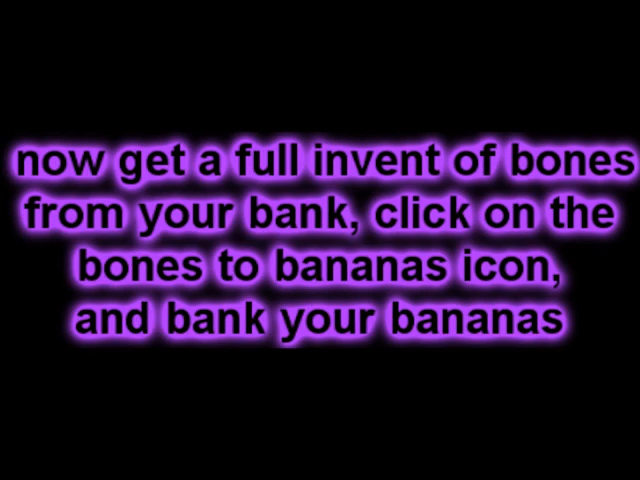 now get a full invent of bones
from your bank, click on the
bones to bananas icon,
and bank your bananas